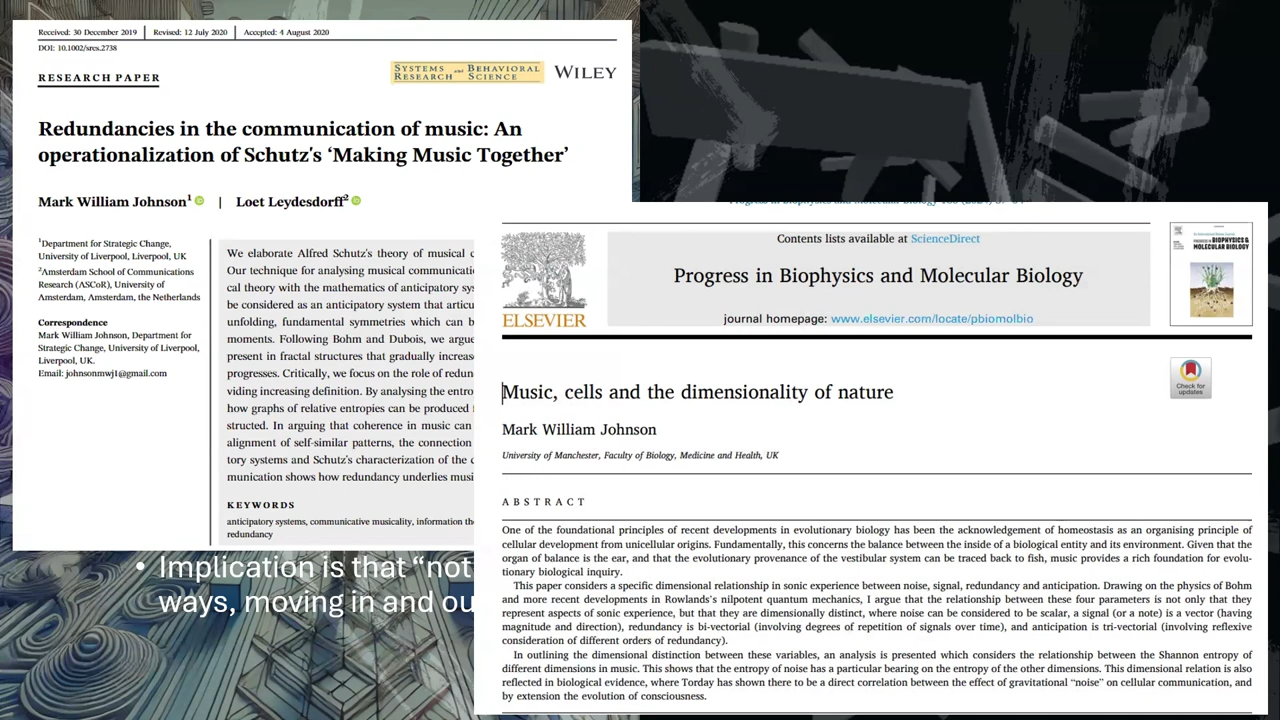 Received: 30 December 2019 | Revised: 12 July 2020 | Accepted: 4 August 2020
DOI: 10.1002/sres.2738
RESEARCH PAPER
SYSTEMS and BEHAVIORAL
RESEARCH SCIENCE
WILEY
Redundancies in the communication of music: An
operationalization of Schutz's ‘Making Music Together’
Mark William Johnson1 | Loet Leydesdorff2
1Department for Strategic Change,
University of Liverpool, Liverpool, UK
2Amsterdam School of Communications
Research (ASCoR), University of
Amsterdam, Amsterdam, the Netherlands
Correspondence
Mark William Johnson, Department for
Strategic Change, University of Liverpool,
Liverpool, UK.
Email: johnsonmwj1@gmail.com
We elaborate Alfred Schutz's theory of musical c
Our technique for analysing musical communicati
cal theory with the mathematics of anticipatory sys
be considered as an anticipatory system that articu
unfolding, fundamental symmetries which can b
moments. Following Bohm and Dubois, we argue
present in fractal structures that gradually increas
progresses. Critically, we focus on the role of redun
viding increasing definition. By analysing the entro
how graphs of relative entropies can be produced
structed. In arguing that coherence in music can
alignment of self-similar patterns, the connection
tory systems and Schutz's characterization of the c
munication shows how redundancy underlies musi
KEYWORDS
anticipatory systems, communicative musicality, information th
redundancy
Contents lists available at ScienceDirect
Progress in Biophysics and Molecular Biology
journal homepage: www.elsevier.com/locate/pbiomolbio
ELSEVIER
BIOPHYSICS &
MOLECULAR BIOLOGY
Check for
updates
Music, cells and the dimensionality of nature
Mark William Johnson
University of Manchester, Faculty of Biology, Medicine and Health, UK
ABSTRACT
One of the foundational principles of recent developments in evolutionary biology has been the acknowledgement of homeostasis as an organising principle of
cellular development from unicellular origins. Fundamentally, this concerns the balance between the inside of a biological entity and its environment. Given that the
organ of balance is the ear, and that the evolutionary provenance of the vestibular system can be traced back to fish, music provides a rich foundation for evolu-
tionary biological inquiry.
This paper considers a specific dimensional relationship in sonic experience between noise, signal, redundancy and anticipation. Drawing on the physics of Bohm
and more recent developments in Rowlands's nilpotent quantum mechanics, I argue that the relationship between these four parameters is not only that they
represent aspects of sonic experience, but that they are dimensionally distinct, where noise can be considered to be scalar, a signal (or a note) is a vector (having
magnitude and direction), redundancy is bi-vectorial (involving degrees of repetition of signals over time), and anticipation is tri-vectorial (involving reflexive
consideration of different orders of redundancy).
In outlining the dimensional distinction between these variables, an analysis is presented which considers the relationship between the Shannon entropy of
different dimensions in music. This shows that the entropy of noise has a particular bearing on the entropy of the other dimensions. This dimensional relation is also
reflected in biological evidence, where Torday has shown there to be a direct correlation between the effect of gravitational “noise” on cellular communication, and
by extension the evolution of consciousness.
• Implication is that “not
ways, moving in and ou